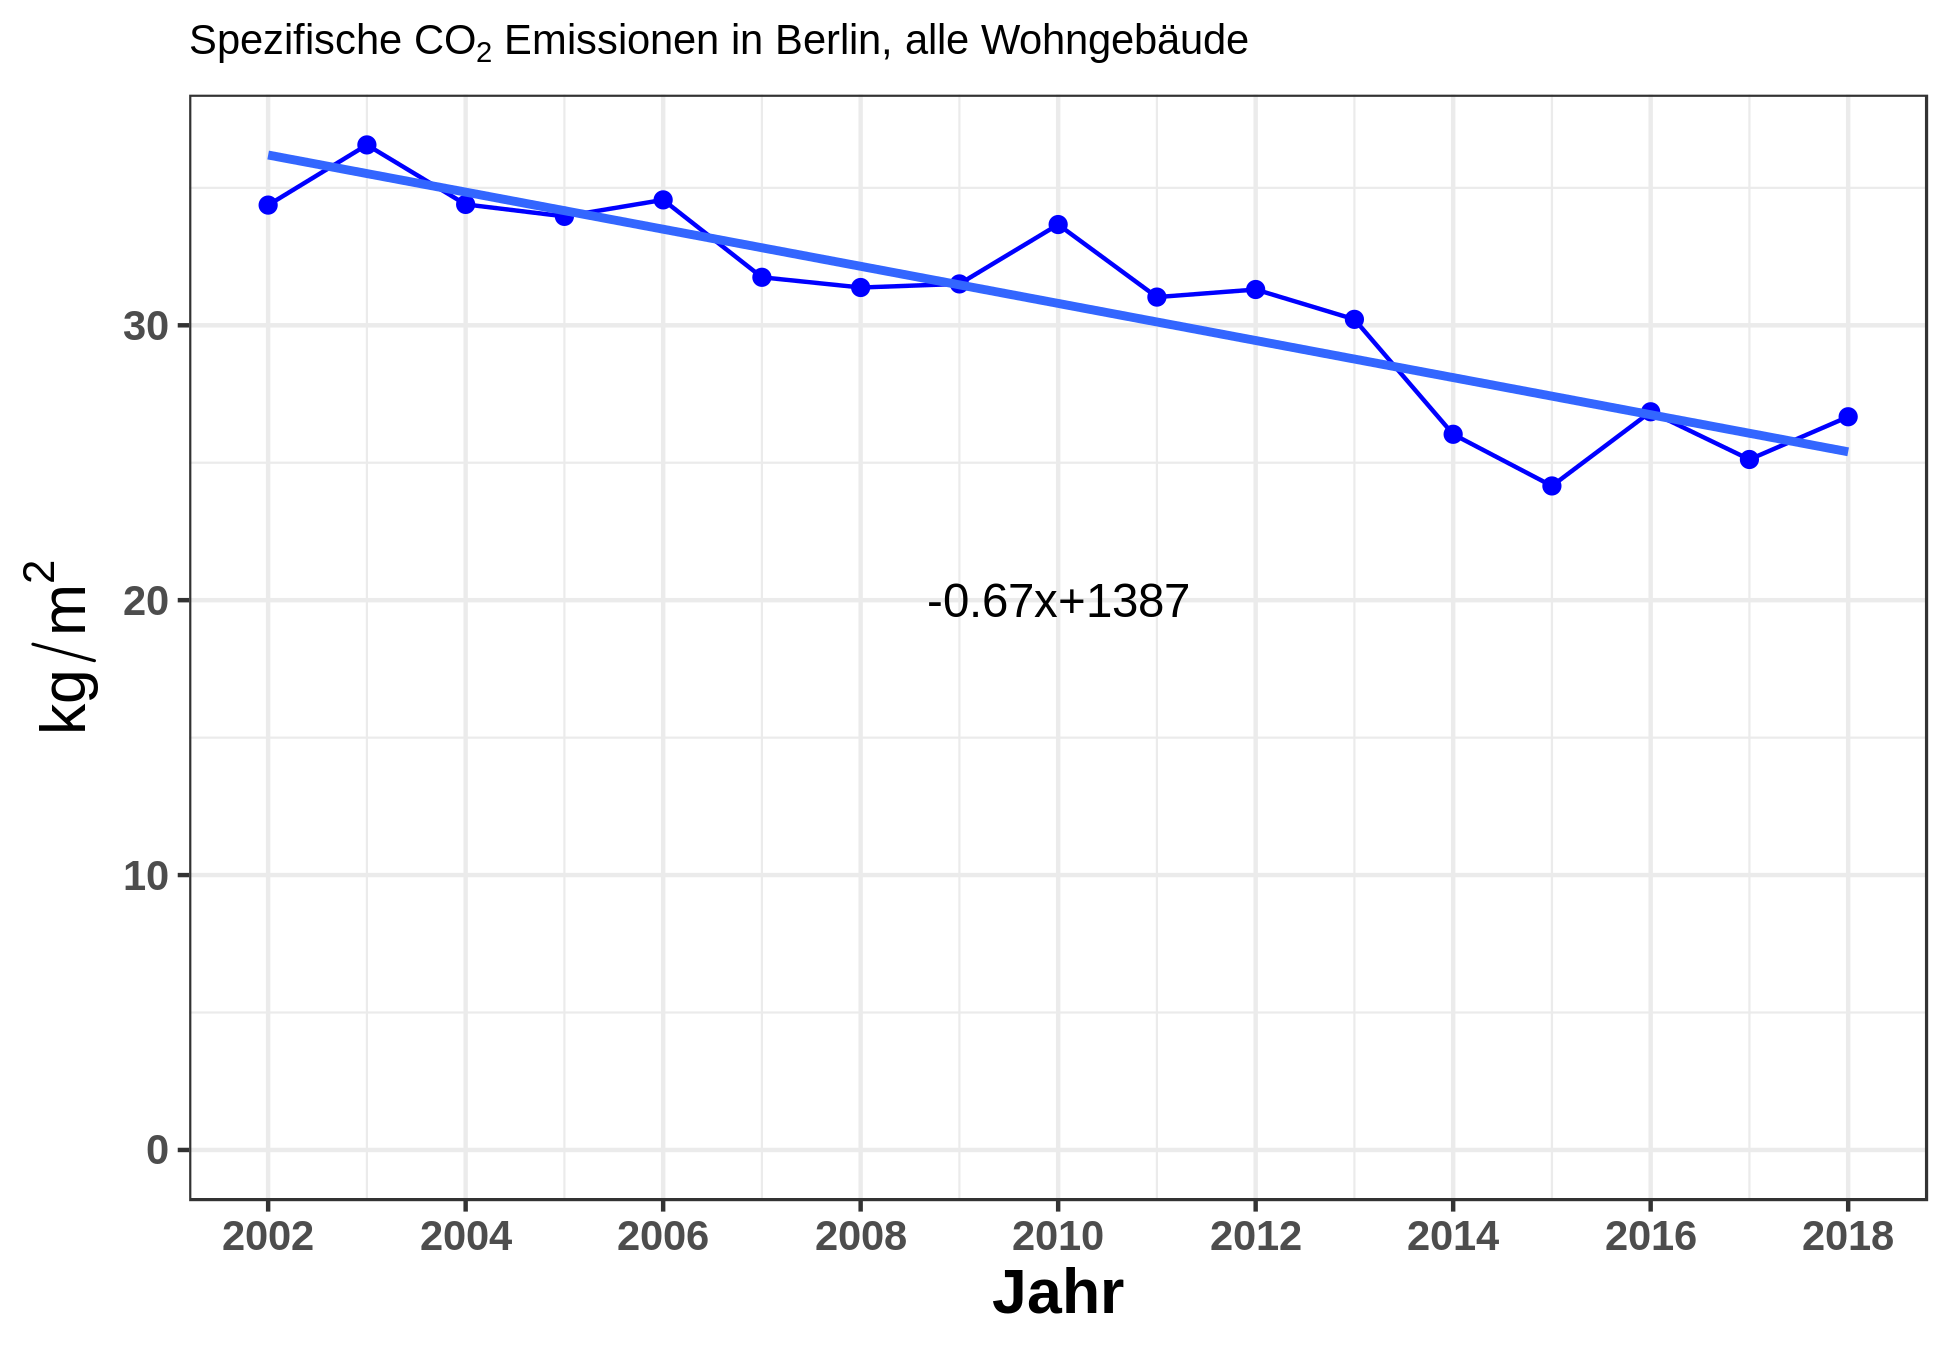 Spezifische CO₂ Emissionen in Berlin, alle Wohngebäude
kg/m²
30
20
10
0
-0.67x+1387
2002 2004 2006 2008 2010 2012 2014 2016 2018
Jahr